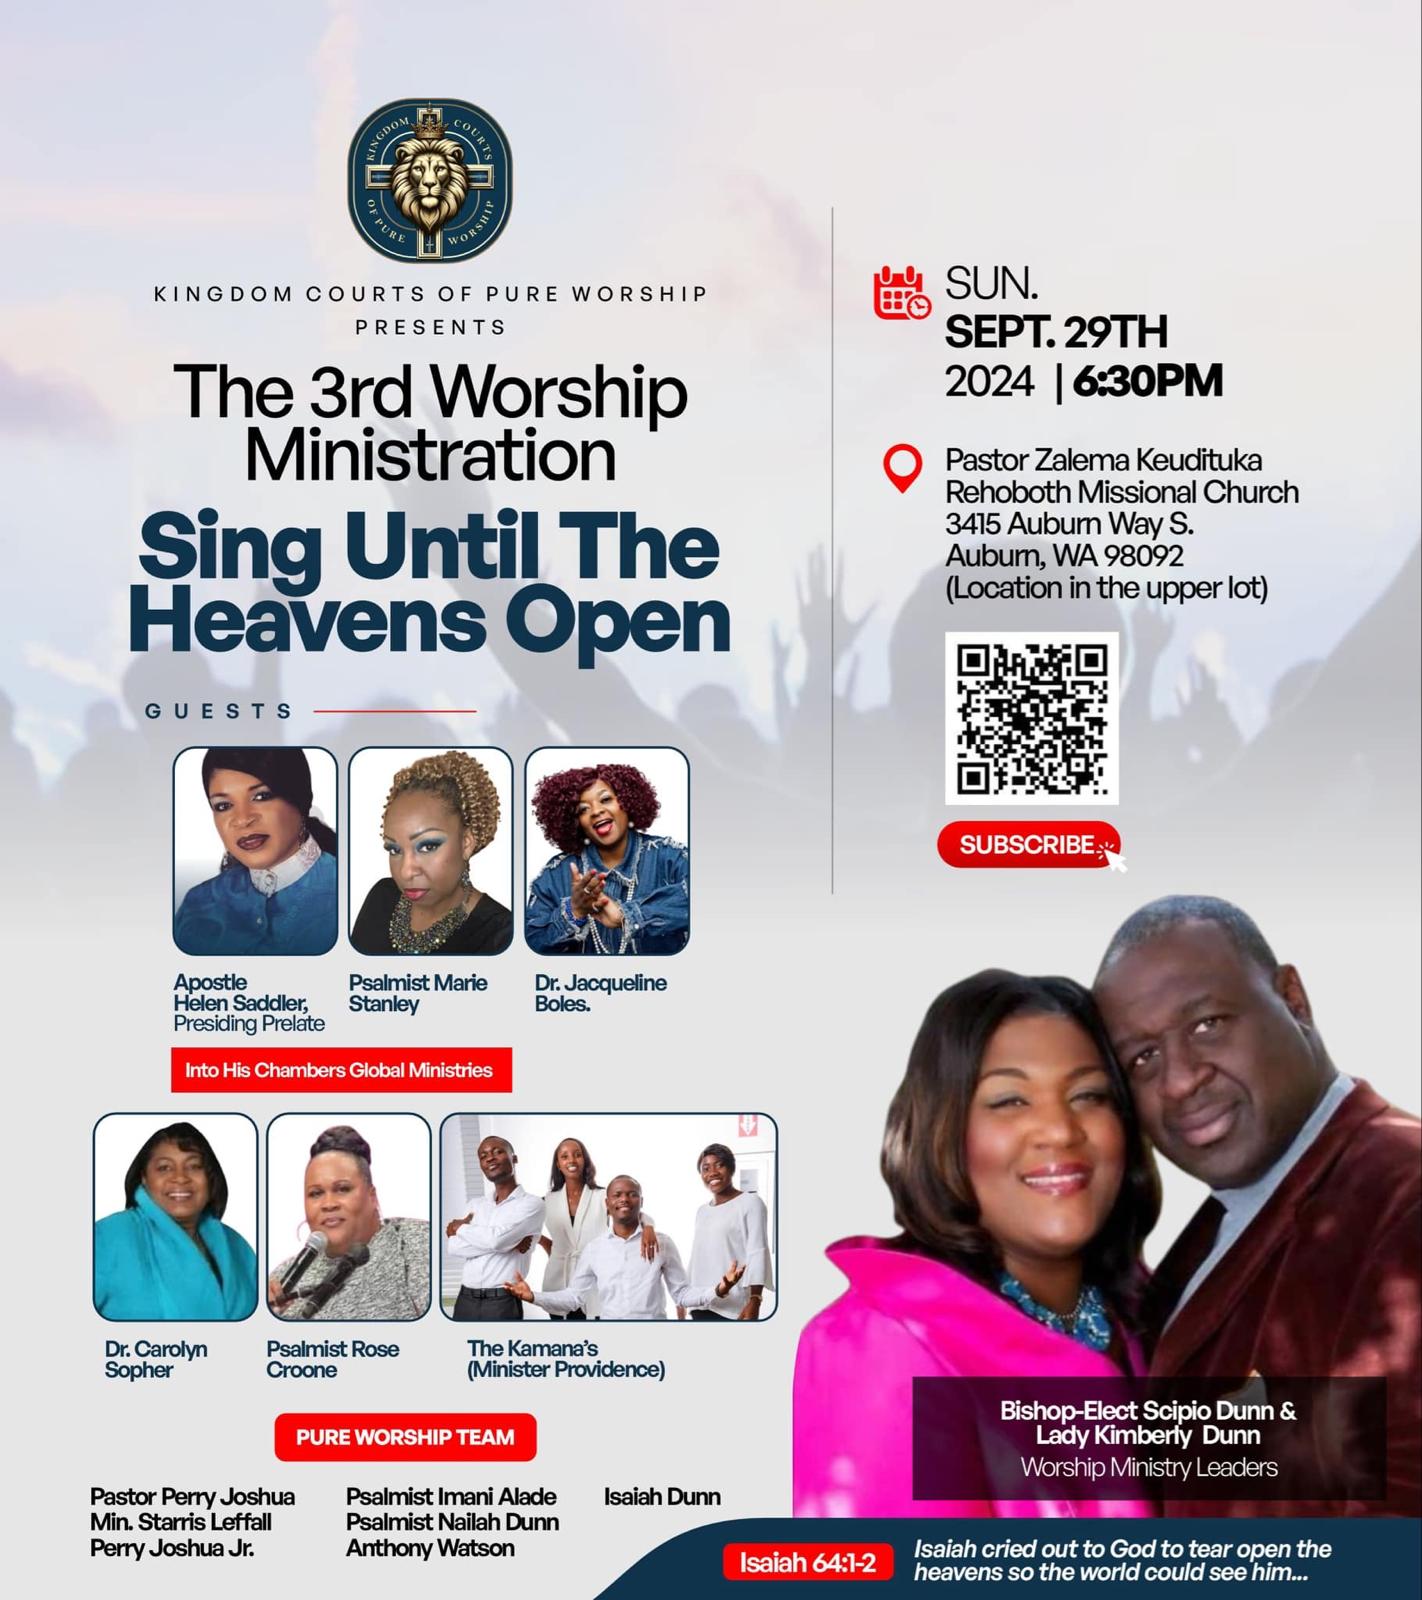 KINGDOM COURTS
OF PURE WORSHIP
KINGDOM COURTS OF PURE WORSHIP
PRESENTS
The 3rd Worship
Ministration
Sing Until The
Heavens Open
GUESTS
Apostle
Helen Saddler,
Presiding Prelate
Psalmist Marie
Stanley
Dr. Jacqueline
Boles.
Into His Chambers Global Ministries
Dr. Carolyn
Sopher
Psalmist Rose
Croone
The Kamana's
(Minister Providence)
PURE WORSHIP TEAM
Pastor Perry Joshua
Min. Starris Leffall
Perry Joshua Jr.
Psalmist Imani Alade
Psalmist Nailah Dunn
Anthony Watson
Isaiah Dunn
SUN.
SEPT. 29TH
2024 | 6:30PM
Pastor Zalema Keudituka
Rehoboth Missional Church
3415 Auburn Way S.
Auburn, WA 98092
(Location in the upper lot)
SUBSCRIBE
Bishop-Elect Scipio Dunn &
Lady Kimberly Dunn
Worship Ministry Leaders
Isaiah 64:1-2
Isaiah cried out to God to tear open the
heavens so the world could see him...